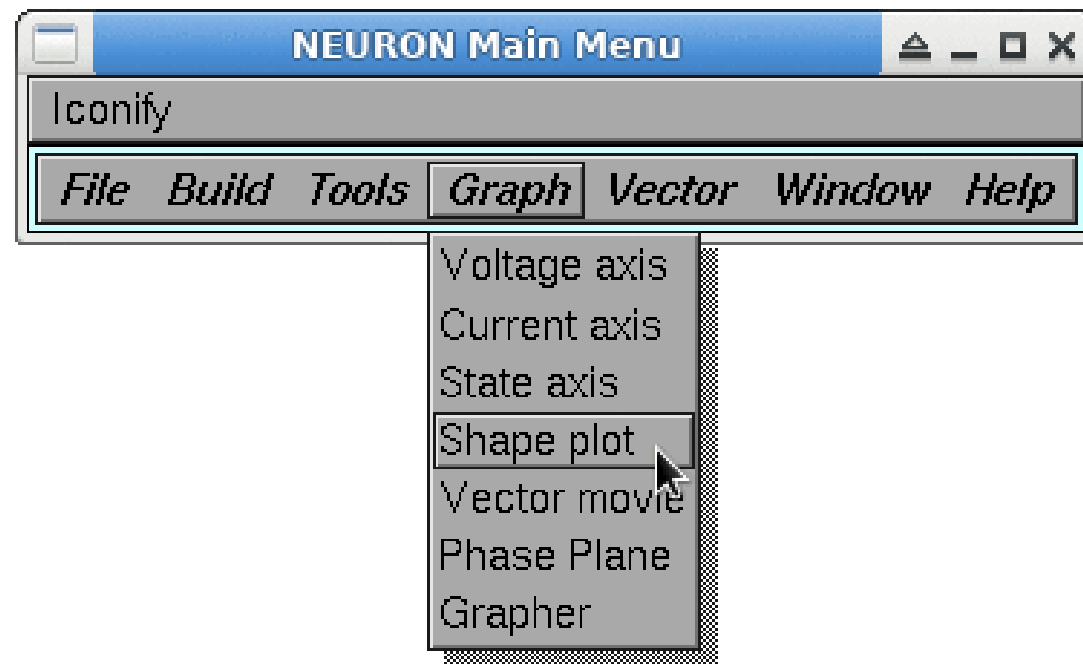 NEURON Main Menu
Iconify
File Build Tools Graph Vector Window Help
Voltage axis
Current axis
State axis
Shape plot
Vector movie
Phase Plane
Grapher